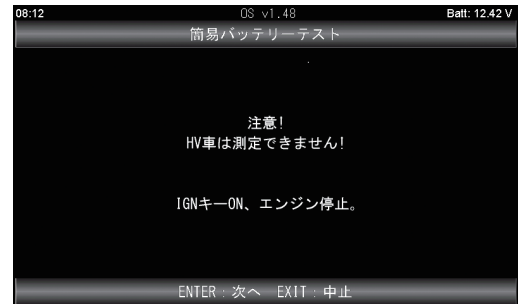 08:12 OS v1.48 Batt: 12.42 V
簡易バッテリーテスト
注意!
HV車は測定できません!
IGNキーON、エンジン停止。
ENTER：次へ EXIT：中止